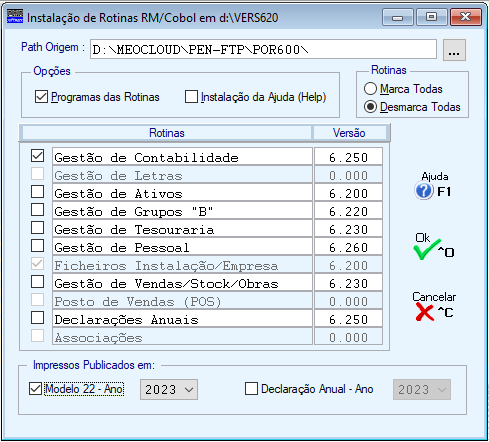 Instalação de Rotinas RM/Cobol em d:\VERS620
Path Origem : D:\MEOCLOUD\PEN-FTP\POR600\ ...
Opções
Programas das Rotinas Instalação da Ajuda (Help)
Rotinas
Marca Todas
Desmarca Todas
Rotinas Versão
Gestão de Contabilidade 6.250
Gestão de Letras 0.000
Gestão de Ativos 6.200
Gestão de Grupos "B" 6.220
Gestão de Tesouraria 6.230
Gestão de Pessoal 6.260
Ficheiros Instalação/Empresa 6.200
Gestão de Vendas/Stock/Obras 6.230
Posto de Vendas (POS) 0.000
Declarações Anuais 6.250
Associações 0.000
Ajuda
F1
Ok
^O
Cancelar
^C
Impressos Publicados em:
Modelo 22 - Ano 2023 Declaração Anual - Ano 2023